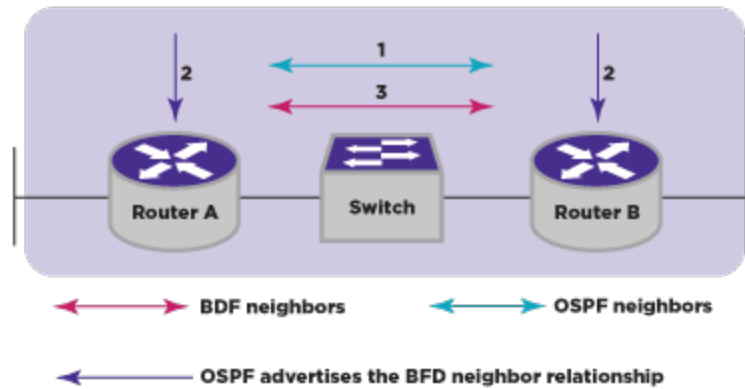 1
2
2
3
Router A
Switch
Router B
BDF neighbors
OSPF neighbors
OSPF advertises the BFD neighbor relationship